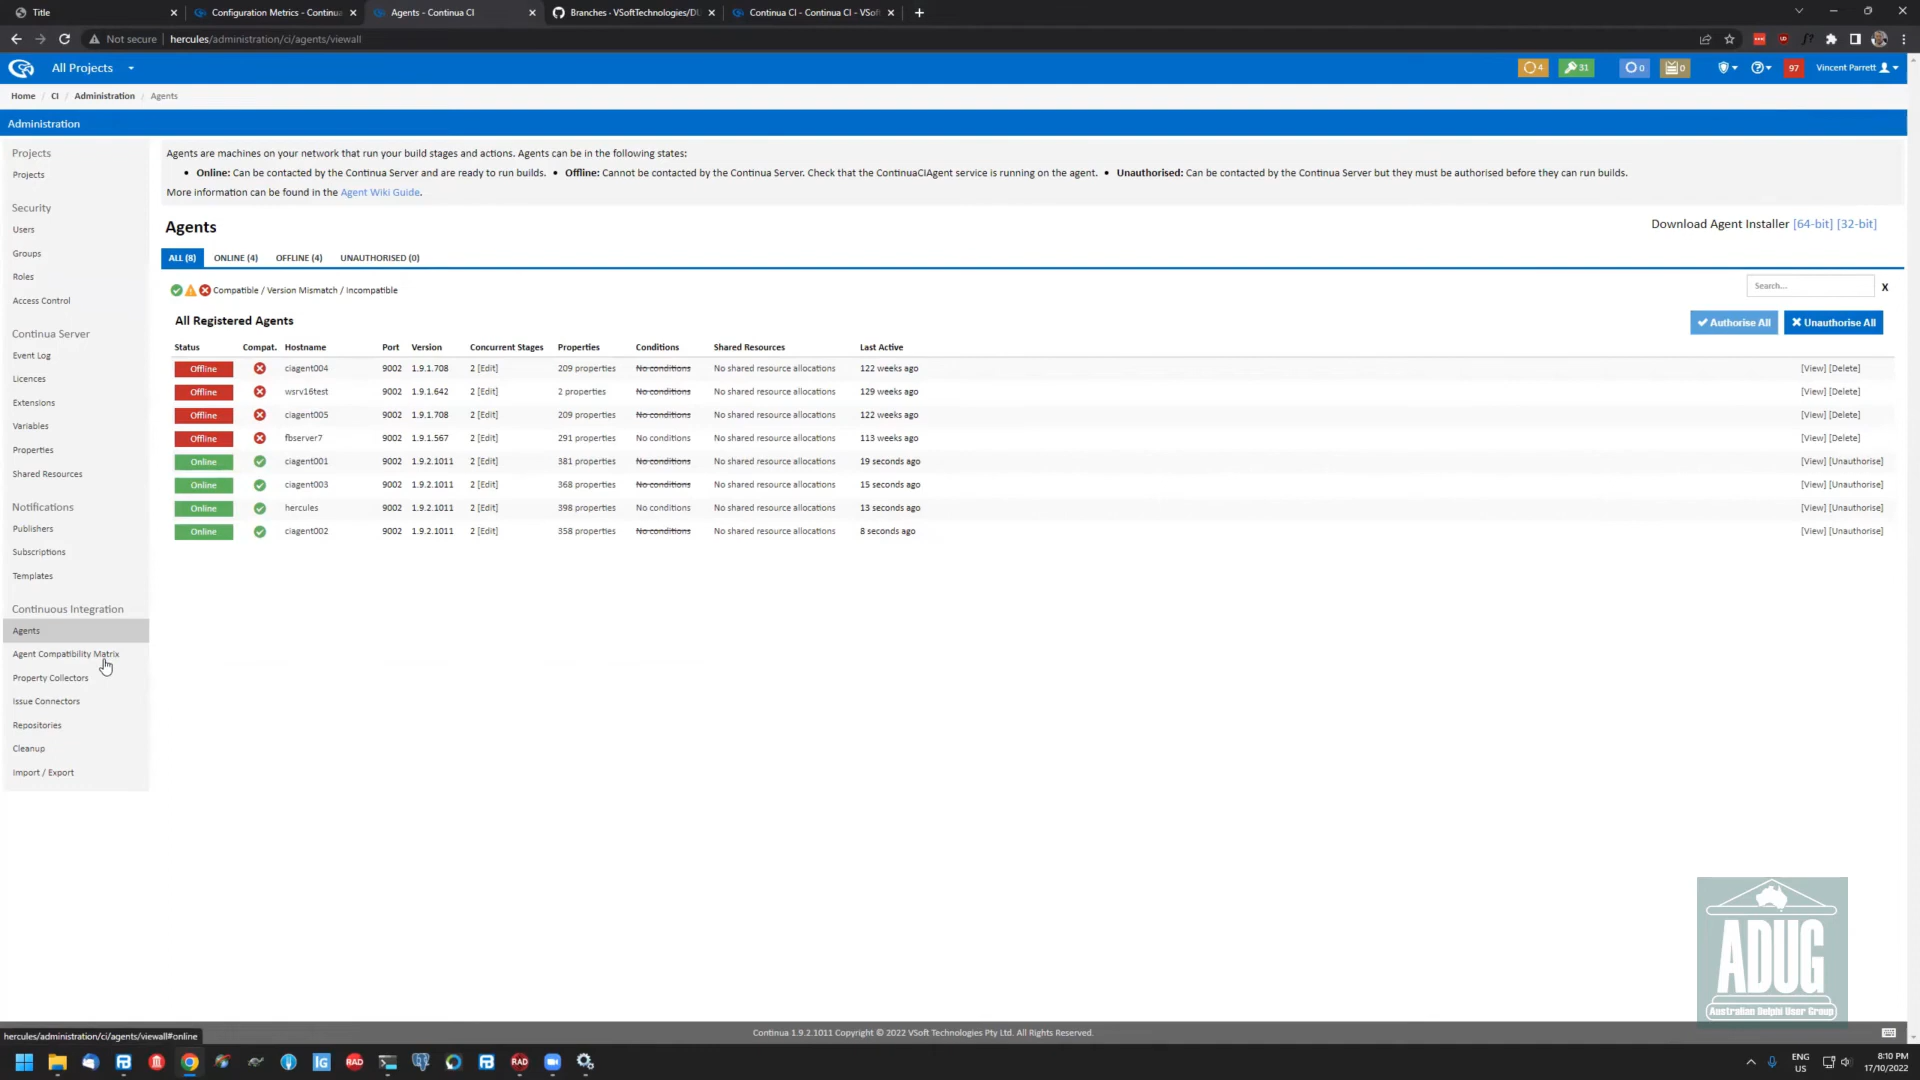 Title
Configuration Metrics - Continua
Agents - Continua CI
Branches · VSoftTechnologies/DU
Continua CI - Continua CI - VSof
Not secure
hercules/administration/ci/agents/viewall
All Projects
4
31
0
0
97
Vincent Parrett
Home / CI / Administration / Agents
Administration
Projects
Projects
Security
Users
Groups
Roles
Access Control
Continua Server
Event Log
Licences
Extensions
Variables
Properties
Shared Resources
Notifications
Publishers
Subscriptions
Templates
Continuous Integration
Agents
Agent Compatibility Matrix
Property Collectors
Issue Connectors
Repositories
Cleanup
Import / Export
Agents are machines on your network that run your build stages and actions. Agents can be in the following states:
• Online: Can be contacted by the Continua Server and are ready to run builds. • Offline: Cannot be contacted by the Continua Server. Check that the ContinuaCIAgent service is running on the agent. • Unauthorised: Can be contacted by the Continua Server but they must be authorised before they can run builds.
More information can be found in the Agent Wiki Guide.
Agents
Download Agent Installer [64-bit] [32-bit]
ALL (8) ONLINE (4) OFFLINE (4) UNAUTHORISED (0)
Compatible / Version Mismatch / Incompatible
Search...
X
All Registered Agents
Authorise All
Unauthorise All
Status Compat. Hostname Port Version Concurrent Stages Properties Conditions Shared Resources Last Active
Offline ciagent004 9002 1.9.1.708 2 [Edit] 209 properties No conditions No shared resource allocations 122 weeks ago [View] [Delete]
Offline wsrv16test 9002 1.9.1.642 2 [Edit] 2 properties No conditions No shared resource allocations 129 weeks ago [View] [Delete]
Offline ciagent005 9002 1.9.1.708 2 [Edit] 209 properties No conditions No shared resource allocations 122 weeks ago [View] [Delete]
Offline fbserver7 9002 1.9.1.567 2 [Edit] 291 properties No conditions No shared resource allocations 113 weeks ago [View] [Delete]
Online ciagent001 9002 1.9.2.1011 2 [Edit] 381 properties No conditions No shared resource allocations 19 seconds ago [View] [Unauthorise]
Online ciagent003 9002 1.9.2.1011 2 [Edit] 368 properties No conditions No shared resource allocations 15 seconds ago [View] [Unauthorise]
Online hercules 9002 1.9.2.1011 2 [Edit] 398 properties No conditions No shared resource allocations 13 seconds ago [View] [Unauthorise]
Online ciagent002 9002 1.9.2.1011 2 [Edit] 358 properties No conditions No shared resource allocations 8 seconds ago [View] [Unauthorise]
ADUG
Australian Delphi User Group
Continua 1.9.2.1011 Copyright © 2022 VSoft Technologies Pty Ltd. All Rights Reserved.
hercules/administration/ci/agents/viewall#online
IG
RAD
RAD
ENG
US
8:10 PM
17/10/2022